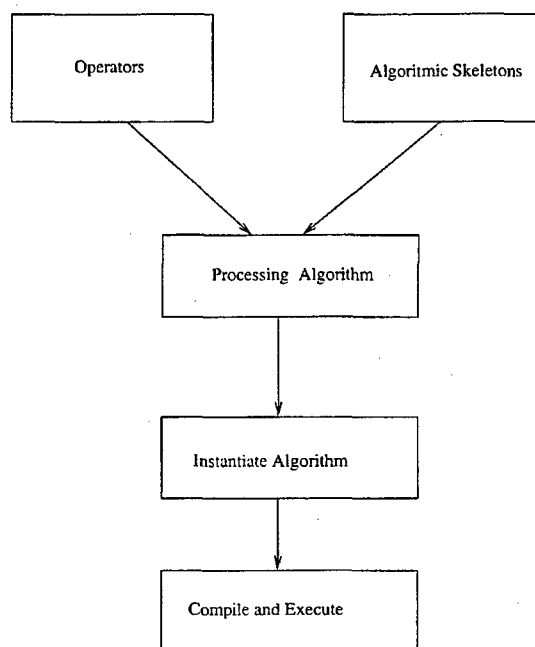 Operators
Algoritmic Skeletons
Processing Algorithm
Instantiate Algorithm
Compile and Execute